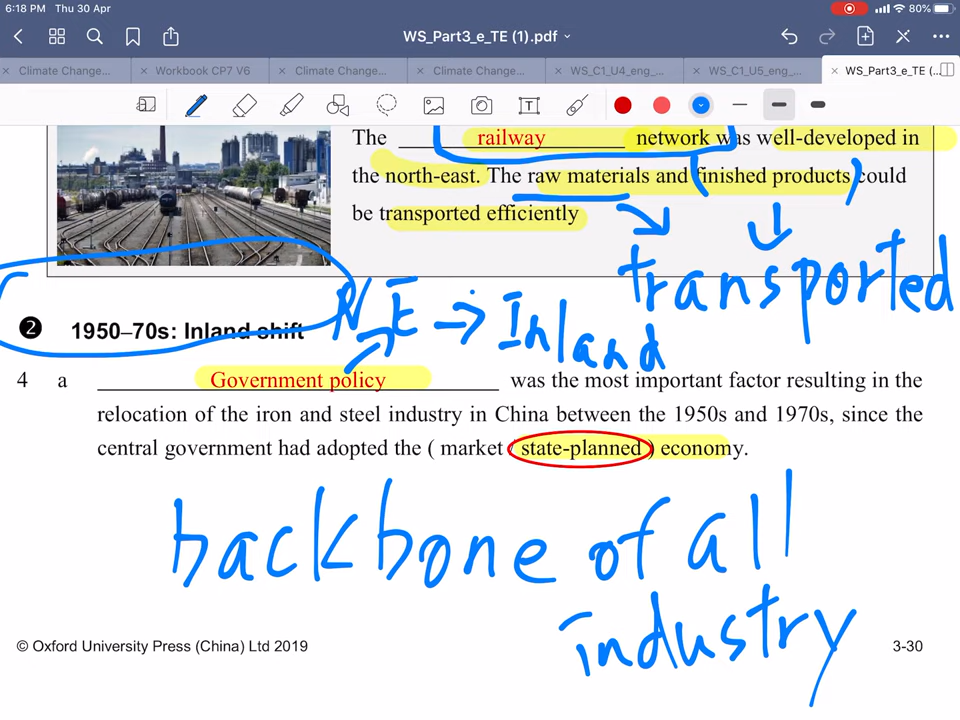 6:18 PM Thu 30 Apr
80%
WS_Part3_e_TE (1).pdf
Climate Change...
Workbook CP7 V6
Climate Change...
Climate Change...
WS_C1_U4_eng_...
WS_C1_U5_eng_...
WS_Part3_e_TE (...
The railway network was well-developed in
the north-east. The raw materials and finished products could
be transported efficiently
transported
N E → Inland
❷ 1950–70s: Inland shift
4 a Government policy was the most important factor resulting in the
relocation of the iron and steel industry in China between the 1950s and 1970s, since the
central government had adopted the ( market / state-planned ) economy.
backbone of all
industry
© Oxford University Press (China) Ltd 2019
3-30